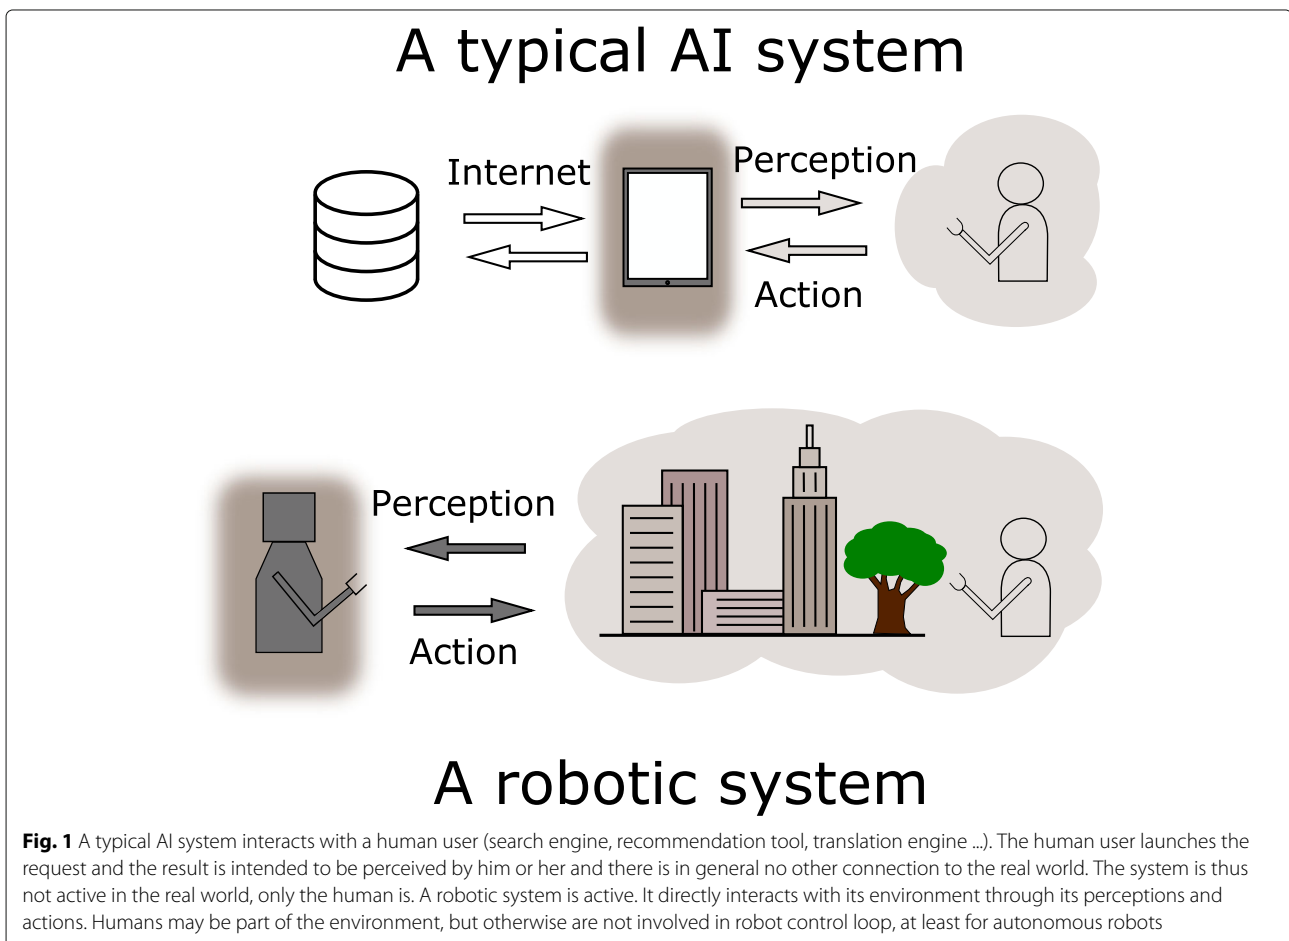 A typical AI system
Internet
Perception
Action
Perception
Action
A robotic system
Fig. 1 A typical AI system interacts with a human user (search engine, recommendation tool, translation engine ...). The human user launches the
request and the result is intended to be perceived by him or her and there is in general no other connection to the real world. The system is thus
not active in the real world, only the human is. A robotic system is active. It directly interacts with its environment through its perceptions and
actions. Humans may be part of the environment, but otherwise are not involved in robot control loop, at least for autonomous robots